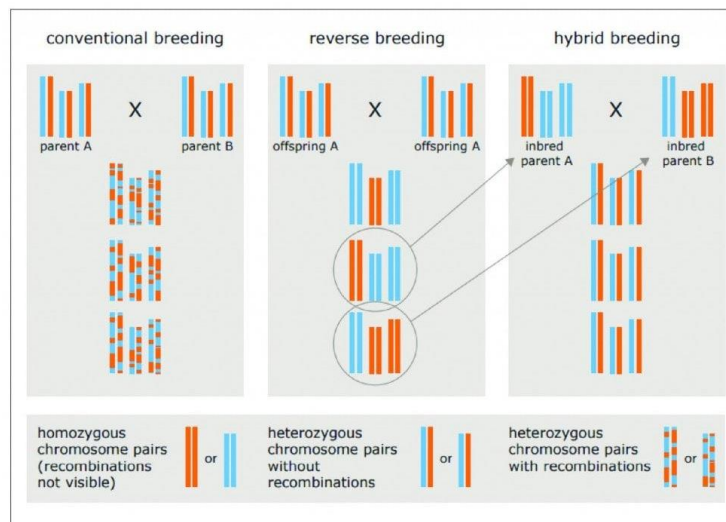 conventional breeding
reverse breeding
hybrid breeding
X
X
X
parent A
parent B
offspring A
offspring A
inbred
parent A
inbred
parent B
homozygous
chromosome pairs
(recombinations
not visible)
or
heterozygous
chromosome pairs
without
recombinations
or
heterozygous
chromosome pairs
with recombinations
or